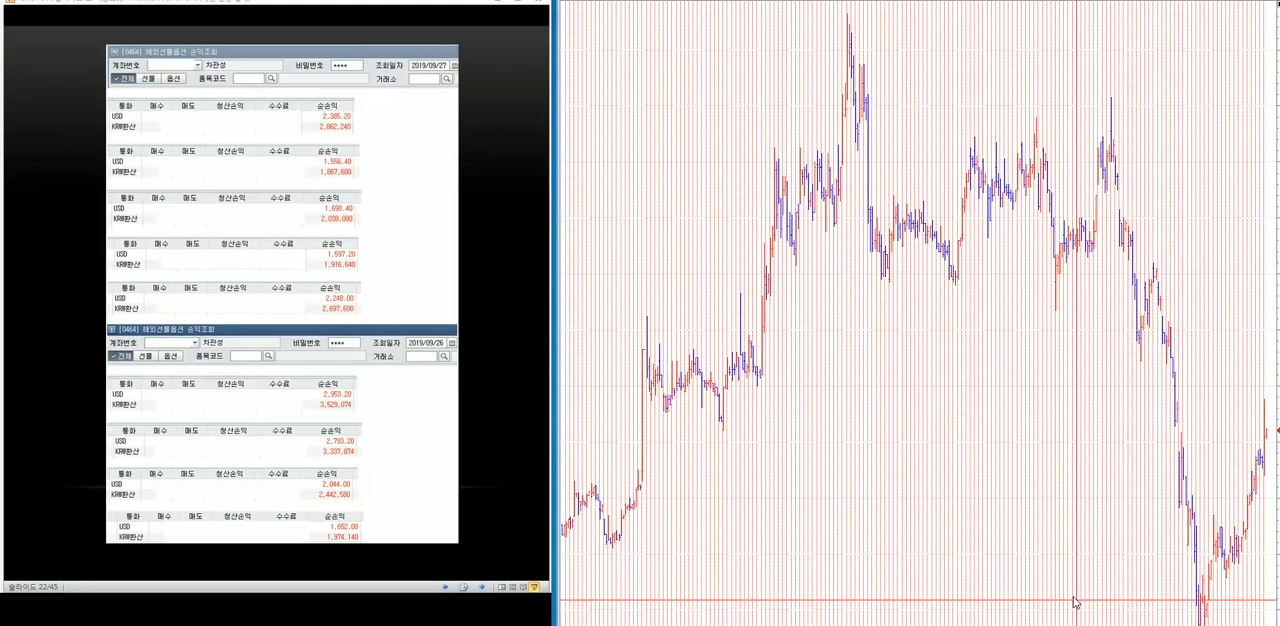 [0464] 해외선물옵션 손익조회
계좌번호 차관성 비밀번호 **** 조회일자 2019/09/27
전체 선물 옵션 품목코드 거래소
통화 매수 매도 청산손익 수수료 순손익
USD 2,385.20
KRW환산 2,862,240
통화 매수 매도 청산손익 수수료 순손익
USD 1,556.40
KRW환산 1,867,680
통화 매수 매도 청산손익 수수료 순손익
USD 1,698.40
KRW환산 2,038,080
통화 매수 매도 청산손익 수수료 순손익
USD 1,597.20
KRW환산 1,916,640
통화 매수 매도 청산손익 수수료 순손익
USD 2,248.00
KRW환산 2,697,600
[0464] 해외선물옵션 손익조회
계좌번호 차관성 비밀번호 **** 조회일자 2019/09/26
전체 선물 옵션 품목코드 거래소
통화 매수 매도 청산손익 수수료 순손익
USD 2,953.20
KRW환산 3,529,074
통화 매수 매도 청산손익 수수료 순손익
USD 2,793.20
KRW환산 3,337,874
통화 매수 매도 청산손익 수수료 순손익
USD 2,044.00
KRW환산 2,442,580
통화 매수 매도 청산손익 수수료 순손익
USD 1,652.00
KRW환산 1,974,140
슬라이드 22/45